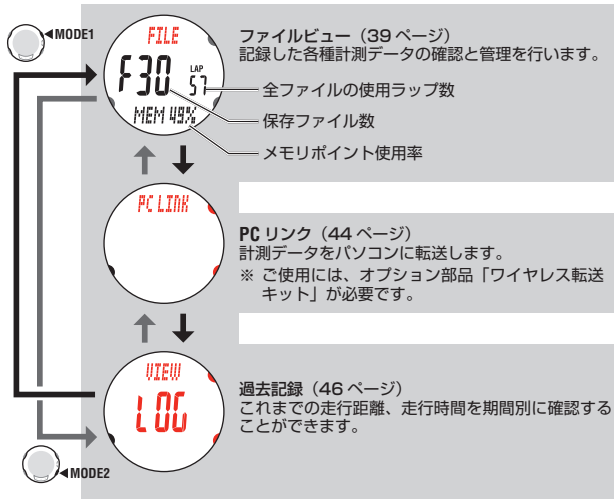 MODE1
FILE
F30
LAP
57
MEM 49%
ファイルビュー（39 ページ）
記録した各種計測データの確認と管理を行います。
全ファイルの使用ラップ数
保存ファイル数
メモリポイント使用率
PC LINK
PC リンク（44 ページ）
計測データをパソコンに転送します。
※ ご使用には、オプション部品「ワイヤレス転送
キット」が必要です。
VIEW
LOG
過去記録（46 ページ）
これまでの走行距離、走行時間を期間別に確認する
ことができます。
MODE2